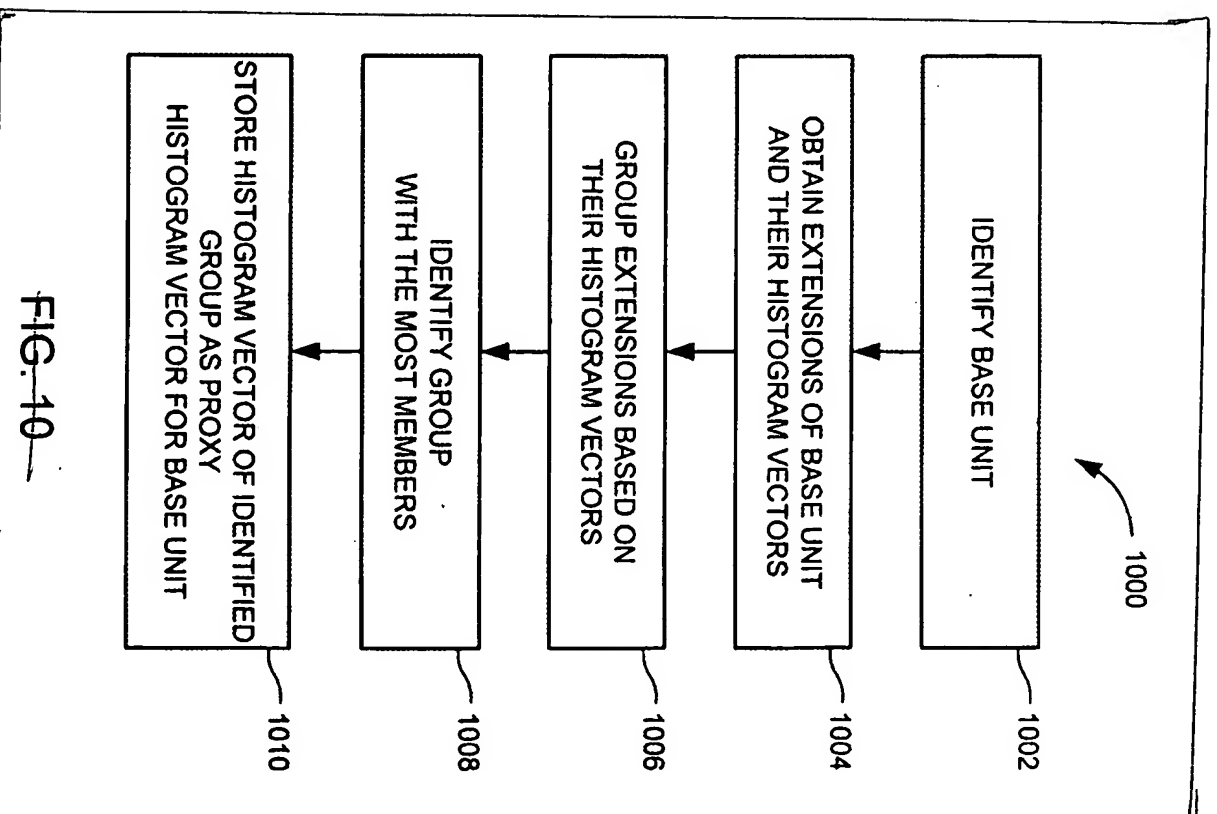 1000
IDENTIFY BASE UNIT
1002
OBTAIN EXTENSIONS OF BASE UNIT
AND THEIR HISTOGRAM VECTORS
1004
GROUP EXTENSIONS BASED ON
THEIR HISTOGRAM VECTORS
1006
IDENTIFY GROUP
WITH THE MOST MEMBERS
1008
STORE HISTOGRAM VECTOR OF IDENTIFIED
GROUP AS PROXY
HISTOGRAM VECTOR FOR BASE UNIT
1010
FIG. 10